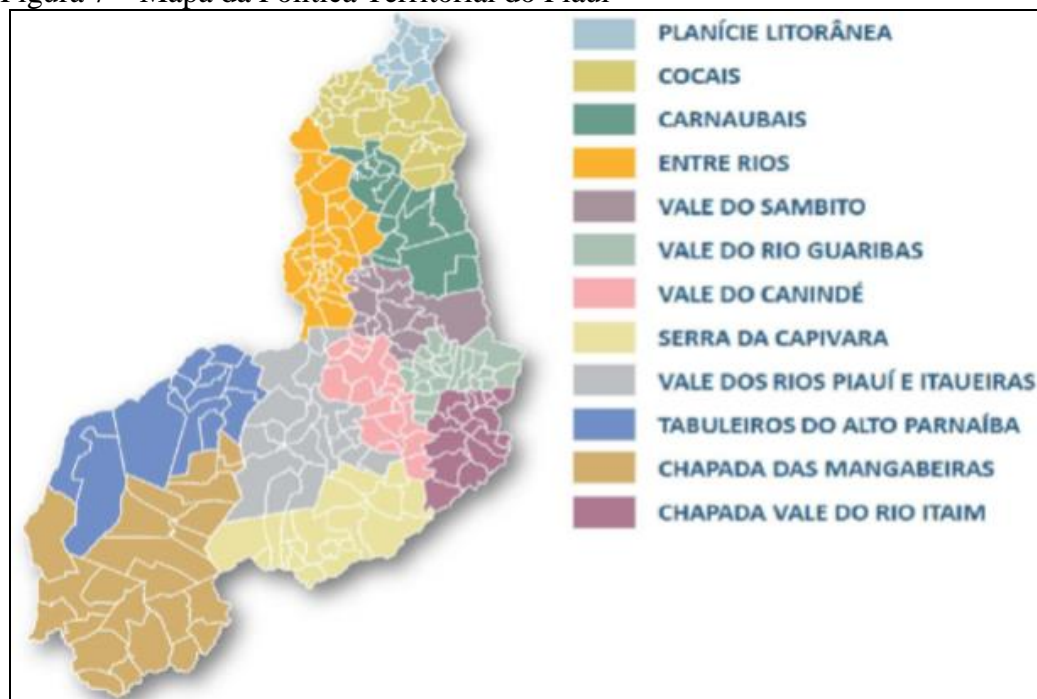 Figura 7 – Mapa da Política Territorial do Piauí
PLANÍCIE LITORÂNEA
COCAIS
CARNAUBAIS
ENTRE RIOS
VALE DO SAMBITO
VALE DO RIO GUARIBAS
VALE DO CANINDÉ
SERRA DA CAPIVARA
VALE DOS RIOS PIAUÍ E ITAUEIRAS
TABULEIROS DO ALTO PARNAÍBA
CHAPADA DAS MANGABEIRAS
CHAPADA VALE DO RIO ITAIM